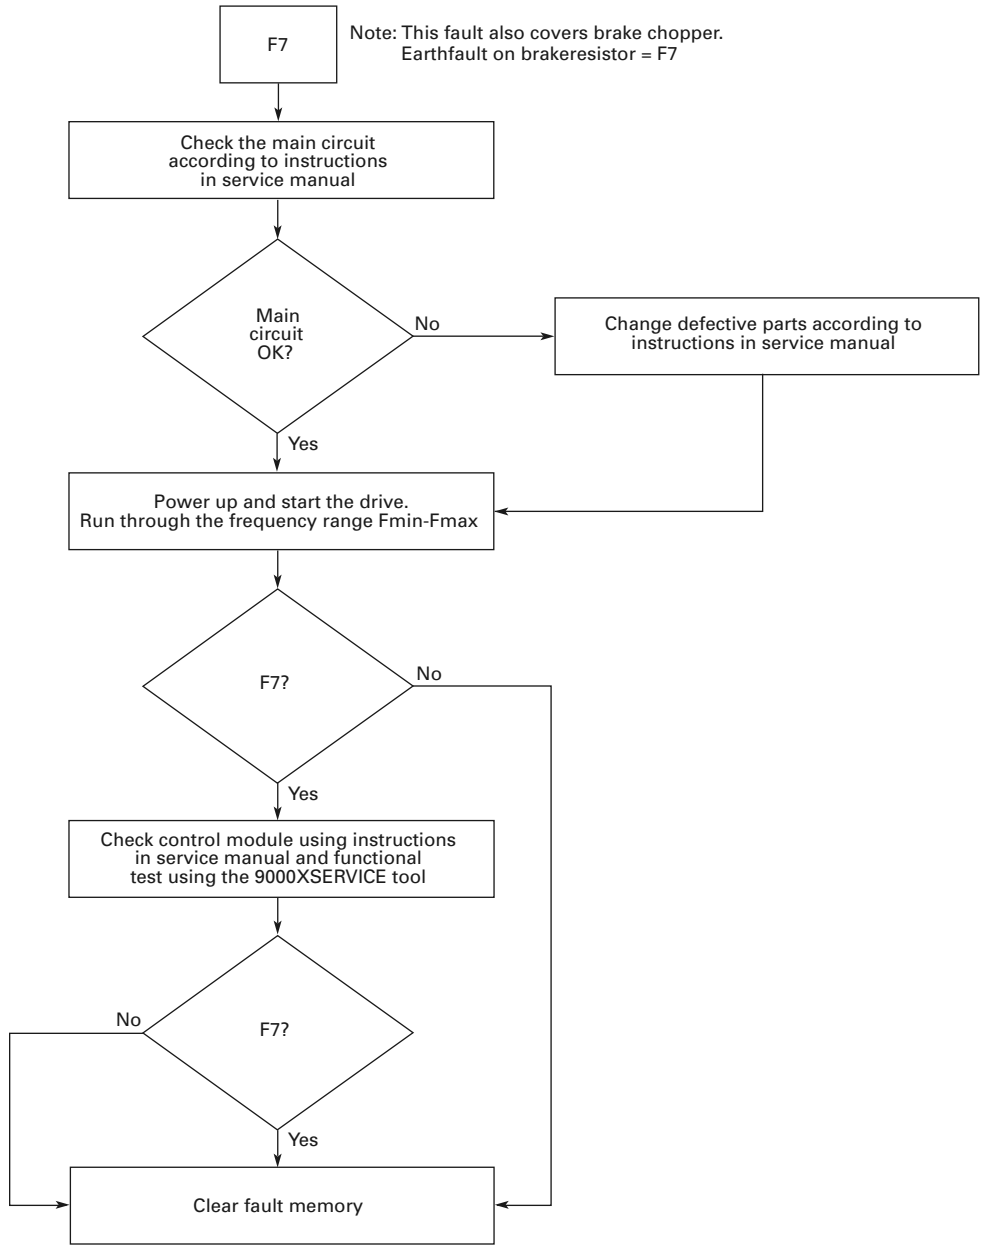 F7
Note: This fault also covers brake chopper.
Earthfault on brakeresistor = F7
Check the main circuit
according to instructions
in service manual
Main
circuit
OK?
No
Change defective parts according to
instructions in service manual
Yes
Power up and start the drive.
Run through the frequency range Fmin-Fmax
F7?
No
Yes
Check control module using instructions
in service manual and functional
test using the 9000XSERVICE tool
F7?
No
Yes
Clear fault memory